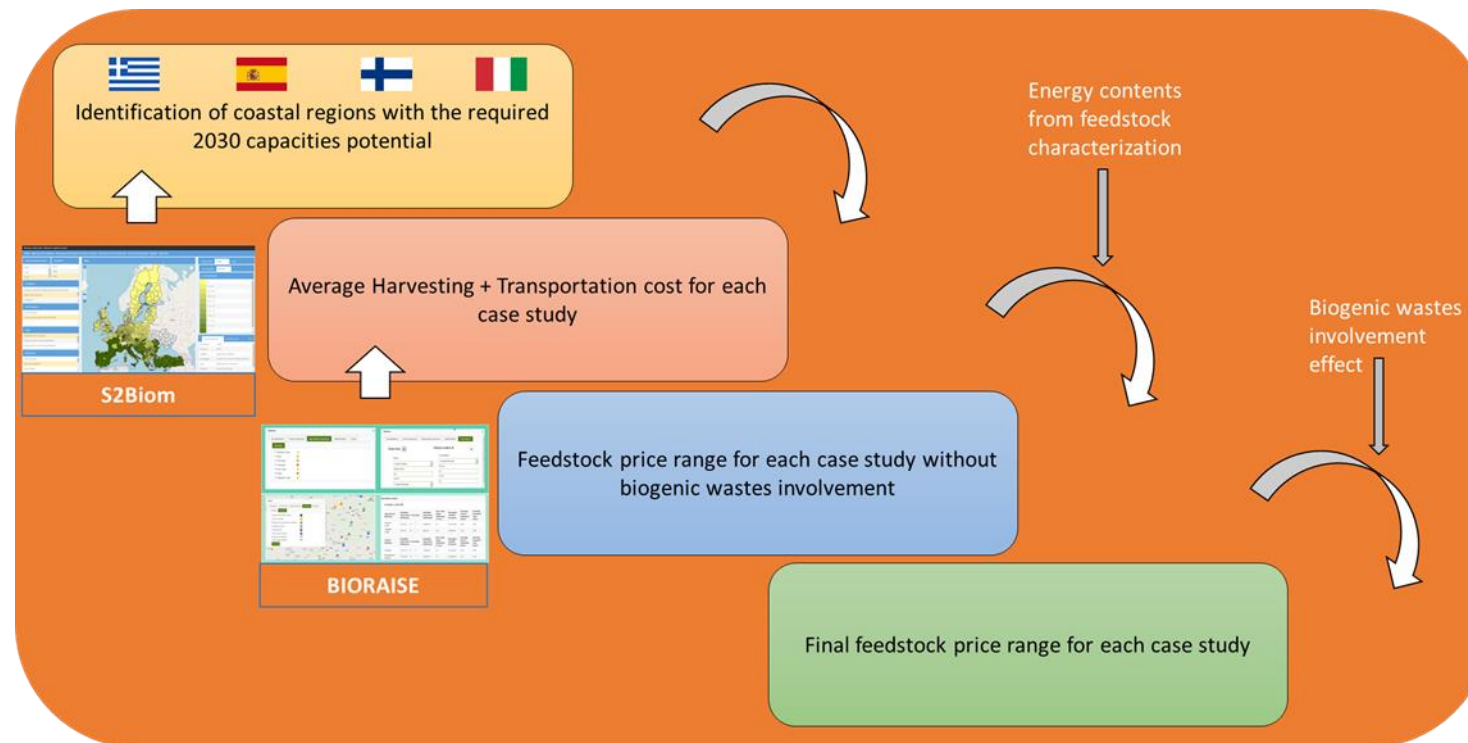 Identification of coastal regions with the required
2030 capacities potential
Energy contents
from feedstock
characterization
Average Harvesting + Transportation cost for each
case study
Biogenic wastes
involvement
effect
S2Biom
Feedstock price range for each case study without
biogenic wastes involvement
BIORAISE
Final feedstock price range for each case study